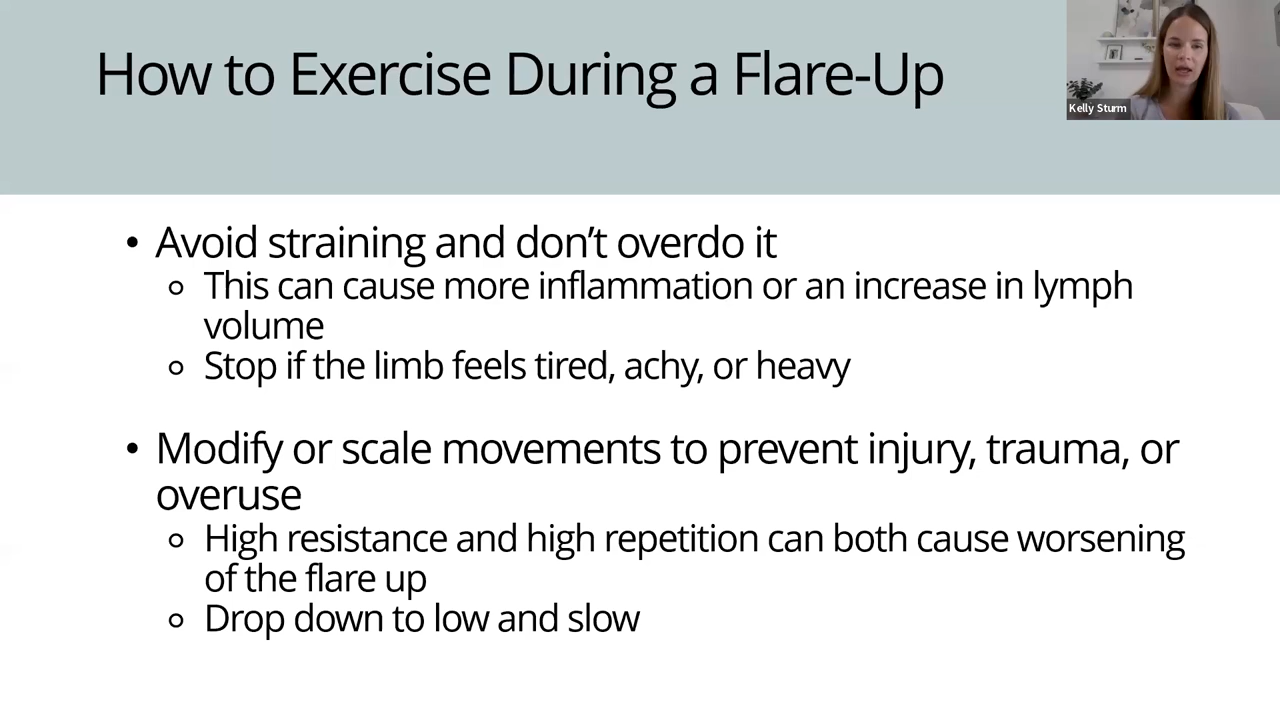 How to Exercise During a Flare-Up
Kelly Sturm
• Avoid straining and don’t overdo it
○ This can cause more inflammation or an increase in lymph
volume
○ Stop if the limb feels tired, achy, or heavy
• Modify or scale movements to prevent injury, trauma, or
overuse
○ High resistance and high repetition can both cause worsening
of the flare up
○ Drop down to low and slow